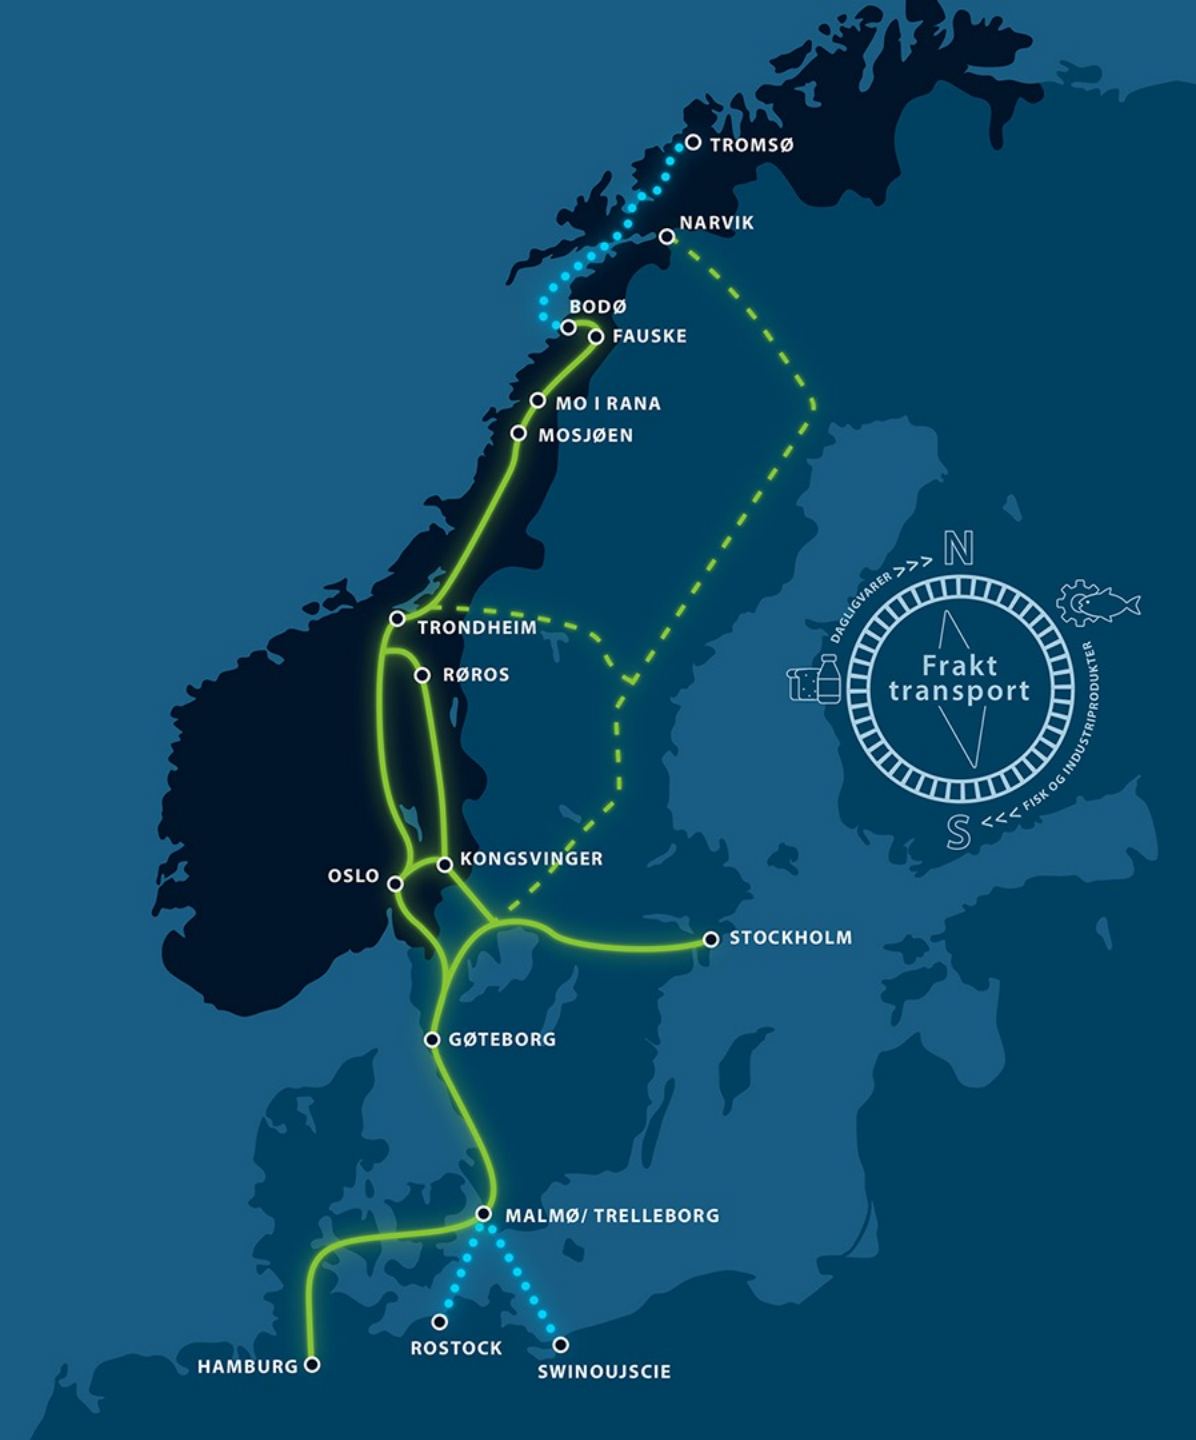 TROMSØ
NARVIK
BODØ
FAUSKE
MO I RANA
MOSJØEN
N
DAGLIGVARER >>>
TRONDHEIM
RØROS
Frakt
transport
FISK OG INDUSTRIPRODUKTER
<<<
S
KONGSVINGER
OSLO
STOCKHOLM
GØTEBORG
MALMØ/ TRELLEBORG
ROSTOCK
HAMBURG
SWINOUJSCIE